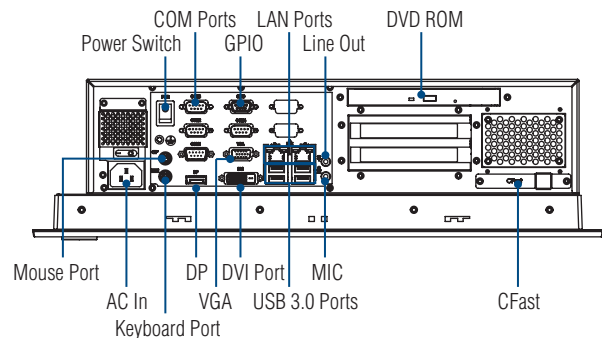 COM Ports
LAN Ports
DVD ROM
Power Switch
GPIO
Line Out
CFast
Mouse Port
DP
DVI Port
MIC
AC In
VGA
USB 3.0 Ports
CFast
Keyboard Port